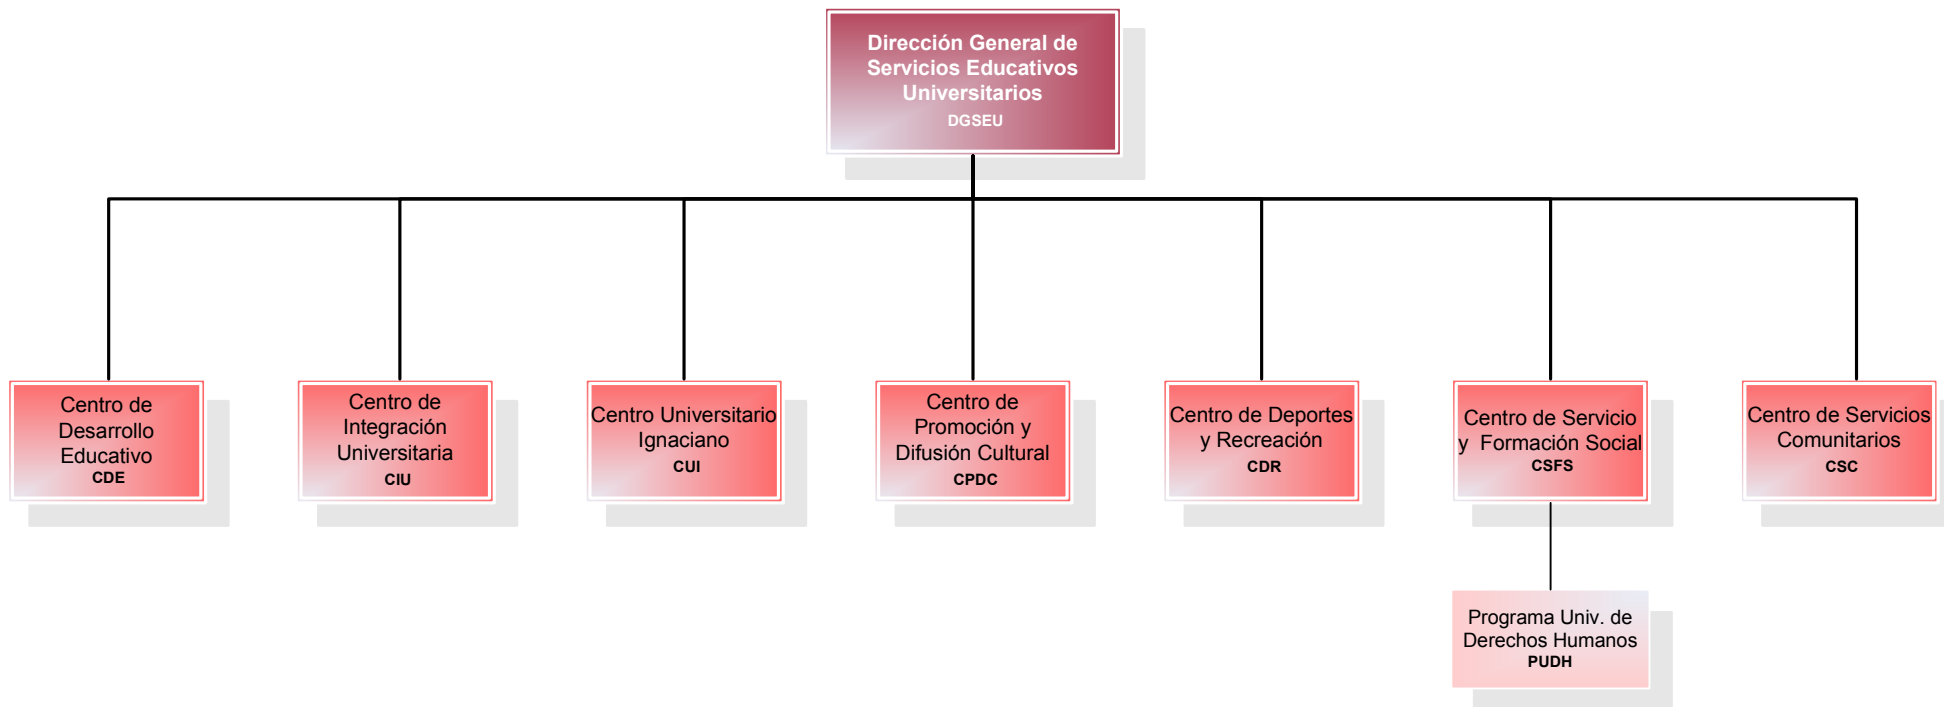 Dirección General de
Servicios Educativos
Universitarios
DGSEU
Centro de
Desarrollo
Educativo
CDE
Centro de
Integración
Universitaria
CIU
Centro Universitario
Ignaciano
CUI
Centro de
Promoción y
Difusión Cultural
CPDC
Centro de Deportes
y Recreación
CDR
Centro de Servicio
y Formación Social
CSFS
Centro de Servicios
Comunitarios
CSC
Programa Univ. de
Derechos Humanos
PUDH